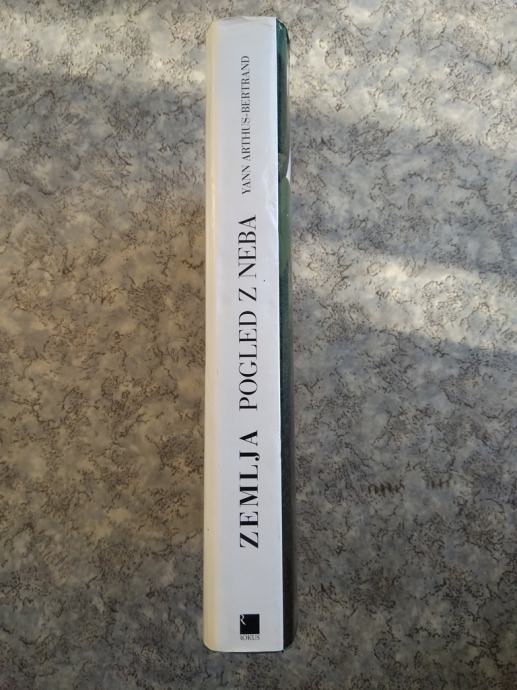 ZEMLJA POGLED Z NEBA
YANN ARTHUS-BERTRAND
R
ROKUS